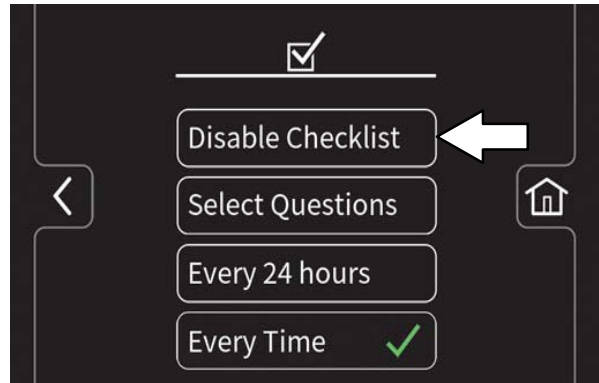 Disable Checklist
Select Questions
Every 24 hours
Every Time